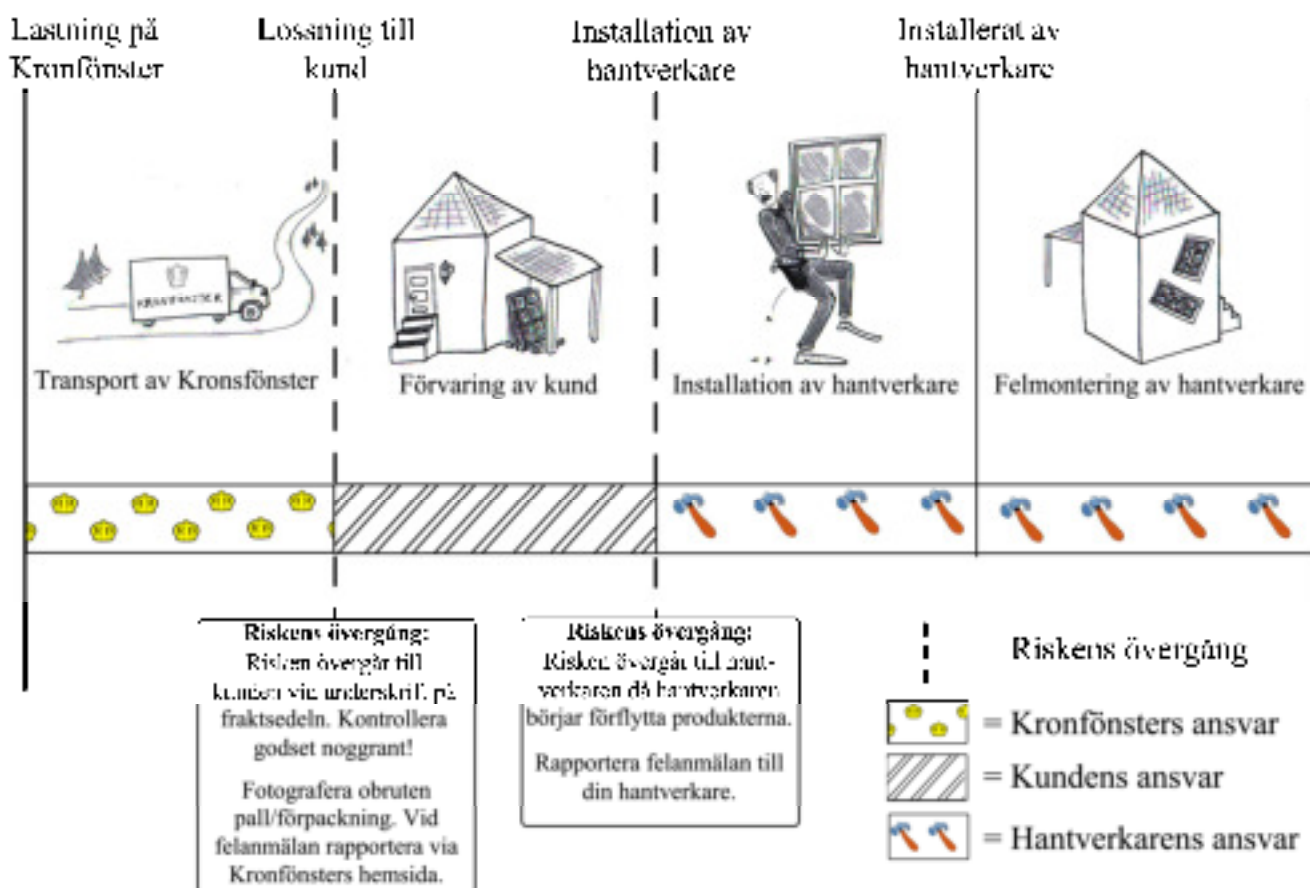 Lastning på
Kronfönster
Lossning till
kund
Installation av
hantverkare
Installerat av
hantverkare
KRONFÖNSTER
Transport av Kronsfönster
Förvaring av kund
Installation av hantverkare
Felmontering av hantverkare
Riskens övergång:
Risken övergår till
kunden vid underskrift på
fraktsedeln. Kontrollera
godset noggrant!
Fotografera obruten
pall/förpackning. Vid
felanmälan rapportera via
Kronfönsters hemsida.
Riskens övergång:
Risken övergår till hant-
verkaren då hantverkaren
börjar förflytta produkterna.
Rapportera felanmälan till
din hantverkare.
Riskens övergång
= Kronfönsters ansvar
= Kundens ansvar
= Hantverkarens ansvar